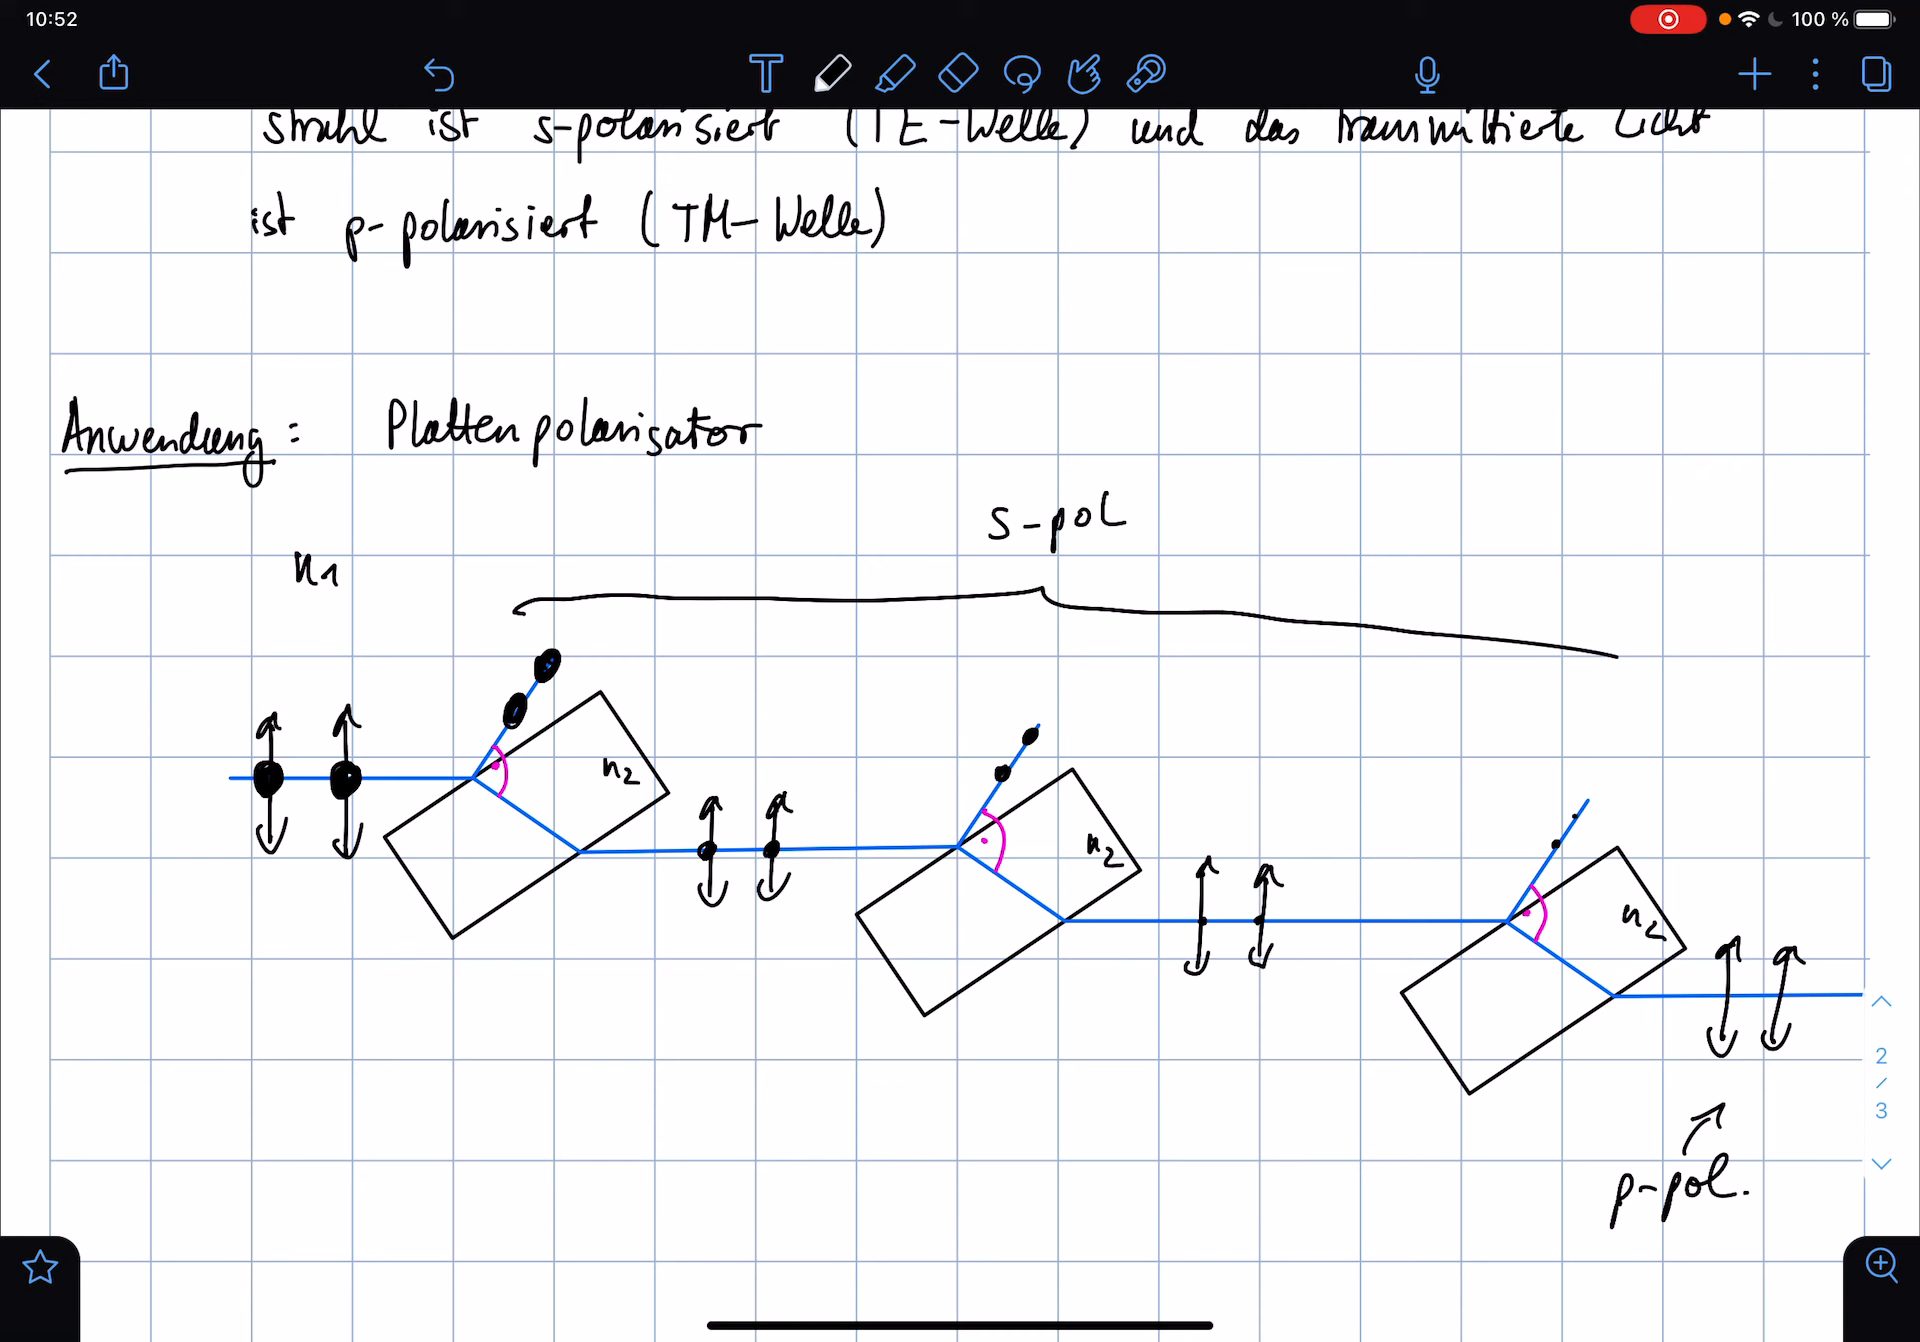 10:52
100 %
strahl ist s-polarisiert (TE-Welle) und das transmittierte Licht
ist p-polarisiert (TM-Welle)
Anwendung: Plattenpolarisator
s-pol
n1
n2
n2
n2
p-pol.
2
/
3